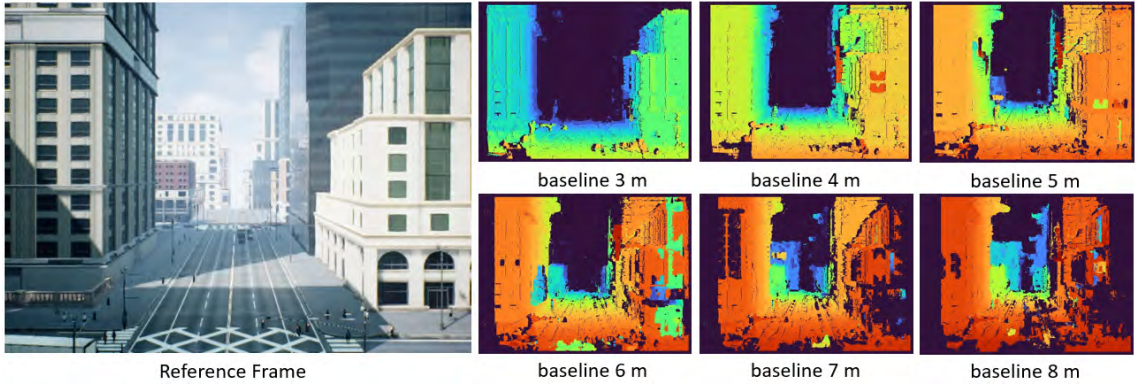 baseline 3 m
baseline 4 m
baseline 5 m
Reference Frame
baseline 6 m
baseline 7 m
baseline 8 m